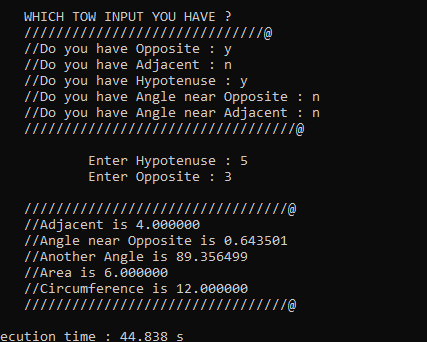 WHICH TOW INPUT YOU HAVE ?
//////////////////////////////@
//Do you have Opposite : y
//Do you have Adjacent : n
//Do you have Hypotenuse : y
//Do you have Angle near Opposite : n
//Do you have Angle near Adjacent : n
//////////////////////////////////@
Enter Hypotenuse : 5
Enter Opposite : 3
/////////////////////////////////@
//Adjacent is 4.000000
//Angle near Opposite is 0.643501
//Another Angle is 89.356499
//Area is 6.000000
//Circumference is 12.000000
/////////////////////////////////@
ecution time : 44.838 s